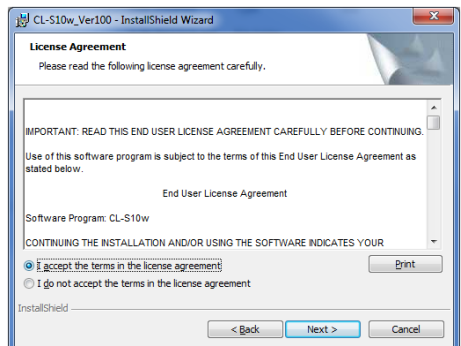 CL-S10w_Ver100 - InstallShield Wizard
License Agreement
Please read the following license agreement carefully.
IMPORTANT: READ THIS END USER LICENSE AGREEMENT CAREFULLY BEFORE CONTINUING.
Use of this software program is subject to the terms of this End User License Agreement as
stated below.
End User License Agreement
Software Program: CL-S10w
CONTINUING THE INSTALLATION AND/OR USING THE SOFTWARE INDICATES YOUR
I accept the terms in the license agreement
Print
I do not accept the terms in the license agreement
InstallShield
< Back Next > Cancel